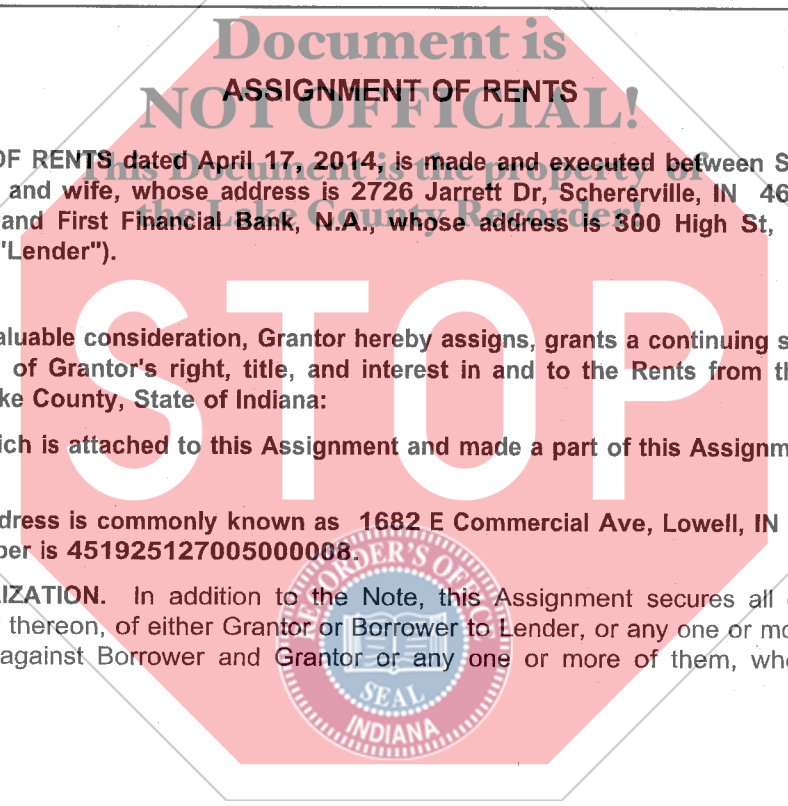 Document is
ASSIGNMENT OF RENTS
NOT OFFICIAL!
OF RENTS dated April 17, 2014, is made and executed between S
This Document is the property of
and wife, whose address is 2726 Jarrett Dr, Schererville, IN 46
the Lake County Recorder!
and First Financial Bank, N.A., whose address is 300 High St,
"Lender").
STOP
aluable consideration, Grantor hereby assigns, grants a continuing s
of Grantor's right, title, and interest in and to the Rents from th
ke County, State of Indiana:
ich is attached to this Assignment and made a part of this Assignm
dress is commonly known as 1682 E Commercial Ave, Lowell, IN
ber is 451925127005000008.
LIZATION. In addition to the Note, this Assignment secures all
t thereon, of either Grantor or Borrower to Lender, or any one or mo
against Borrower and Grantor or any one or more of them, whe
RECORDER'S OFFICE
SEAL
INDIANA